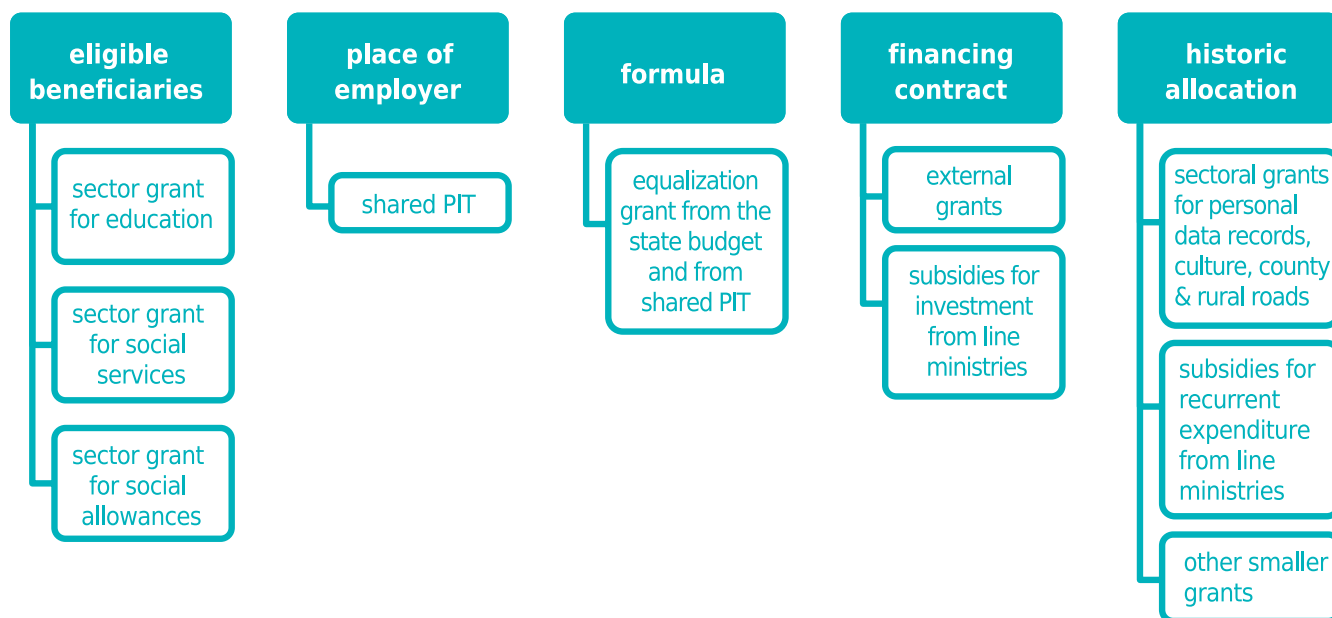 eligible
beneficiaries
sector grant
for education
sector grant
for social
services
sector grant
for social
allowances
place of
employer
shared PIT
formula
equalization
grant from the
state budget
and from
shared PIT
financing
contract
external
grants
subsidies for
investment
from line
ministries
historic
allocation
sectoral grants
for personal
data records,
culture, county
& rural roads
subsidies for
recurrent
expenditure
from line
ministries
other smaller
grants